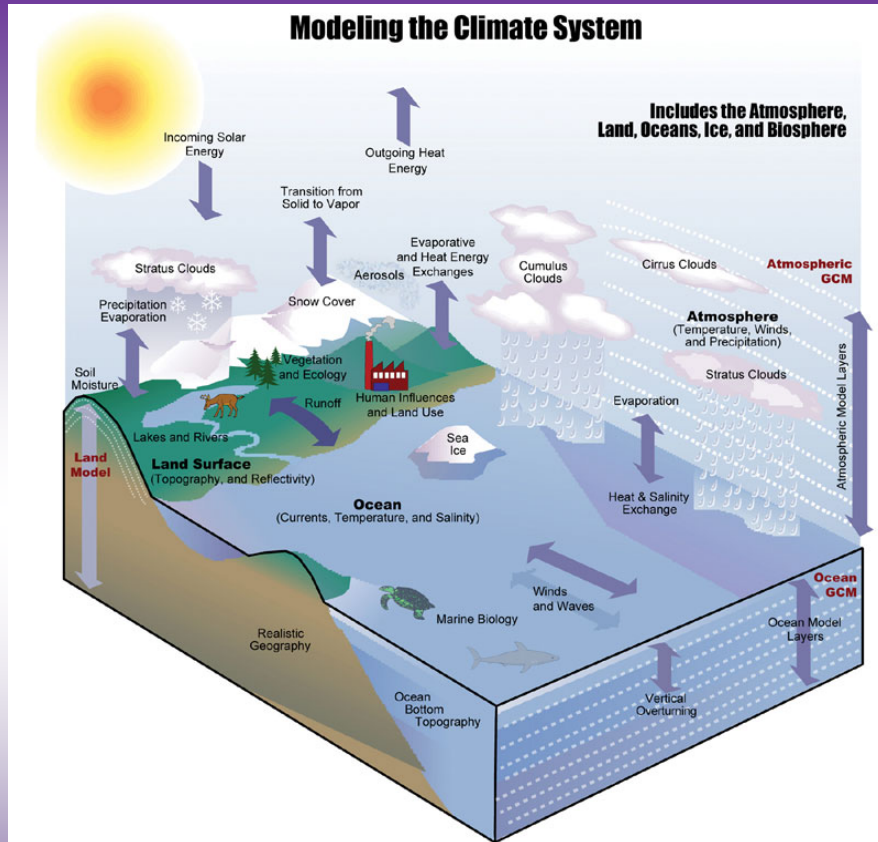 Modeling the Climate System
Includes the Atmosphere,
Land, Oceans, Ice, and Biosphere
Incoming Solar
Energy
Outgoing Heat
Energy
Transition from
Solid to Vapor
Evaporative
and Heat Energy
Exchanges
Stratus Clouds
Aerosols
Cumulus
Clouds
Cirrus Clouds
Atmospheric
GCM
Snow Cover
Precipitation
Evaporation
Atmosphere
(Temperature, Winds,
and Precipitation)
Vegetation
and Ecology
Soil
Moisture
Stratus Clouds
Human Influences
and Land Use
Runoff
Evaporation
Atmospheric Model Layers
Lakes and Rivers
Sea
Ice
Land
Model
Land Surface
(Topography, and Reflectivity)
Heat & Salinity
Exchange
Ocean
(Currents, Temperature, and Salinity)
Ocean
GCM
Winds
and Waves
Marine Biology
Ocean Model
Layers
Realistic
Geography
Ocean
Bottom
Topography
Vertical
Overturning